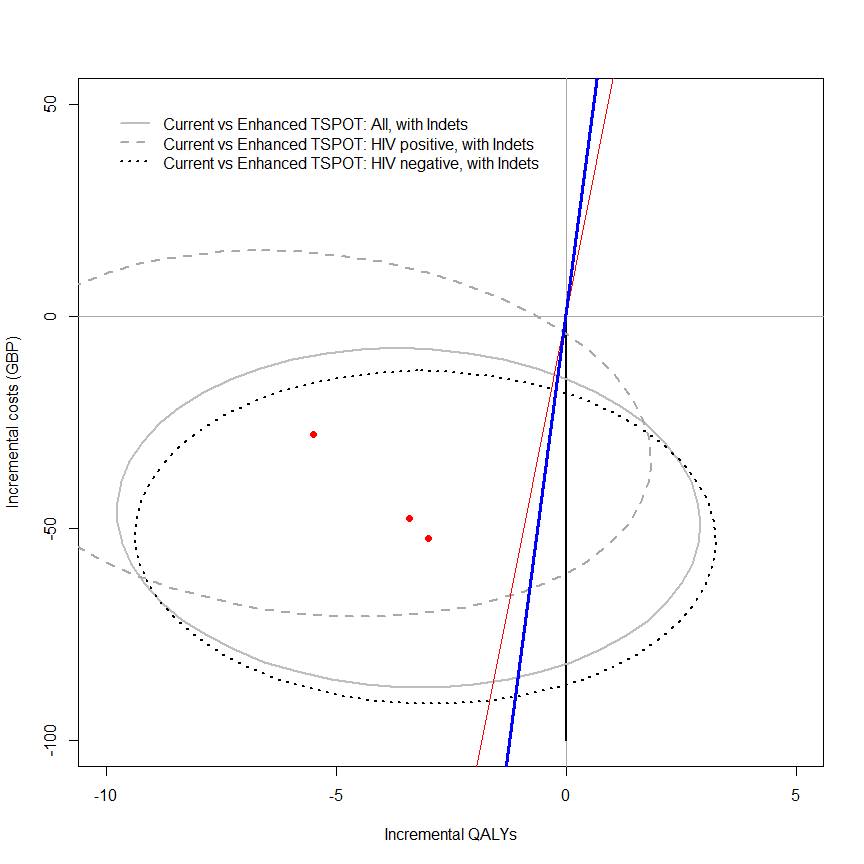 50
Current vs Enhanced TSPOT: All, with Indets
Current vs Enhanced TSPOT: HIV positive, with Indets
Current vs Enhanced TSPOT: HIV negative, with Indets
0
Incremental costs (GBP)
-50
-100
-10 -5 0 5
Incremental QALYs